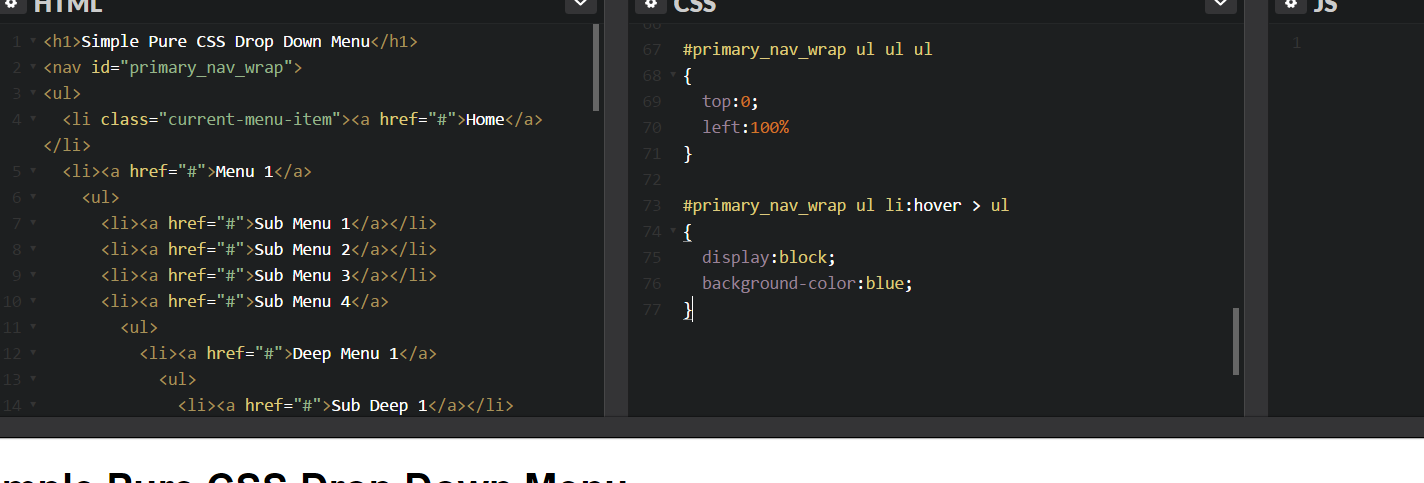 HTML
1 <h1>Simple Pure CSS Drop Down Menu</h1>
2 <nav id="primary_nav_wrap">
3 <ul>
4 <li class="current-menu-item"><a href="#">Home</a>
</li>
5 <li><a href="#">Menu 1</a>
6 <ul>
7 <li><a href="#">Sub Menu 1</a></li>
8 <li><a href="#">Sub Menu 2</a></li>
9 <li><a href="#">Sub Menu 3</a></li>
10 <li><a href="#">Sub Menu 4</a>
11 <ul>
12 <li><a href="#">Deep Menu 1</a>
13 <ul>
14 <li><a href="#">Sub Deep 1</a></li>
CSS
66
67 #primary_nav_wrap ul ul ul
68 {
69 top:0;
70 left:100%
71 }
72
73 #primary_nav_wrap ul li:hover > ul
74 {
75 display:block;
76 background-color:blue;
77 }
JS
1
mple Pure CSS Drop Down Menu